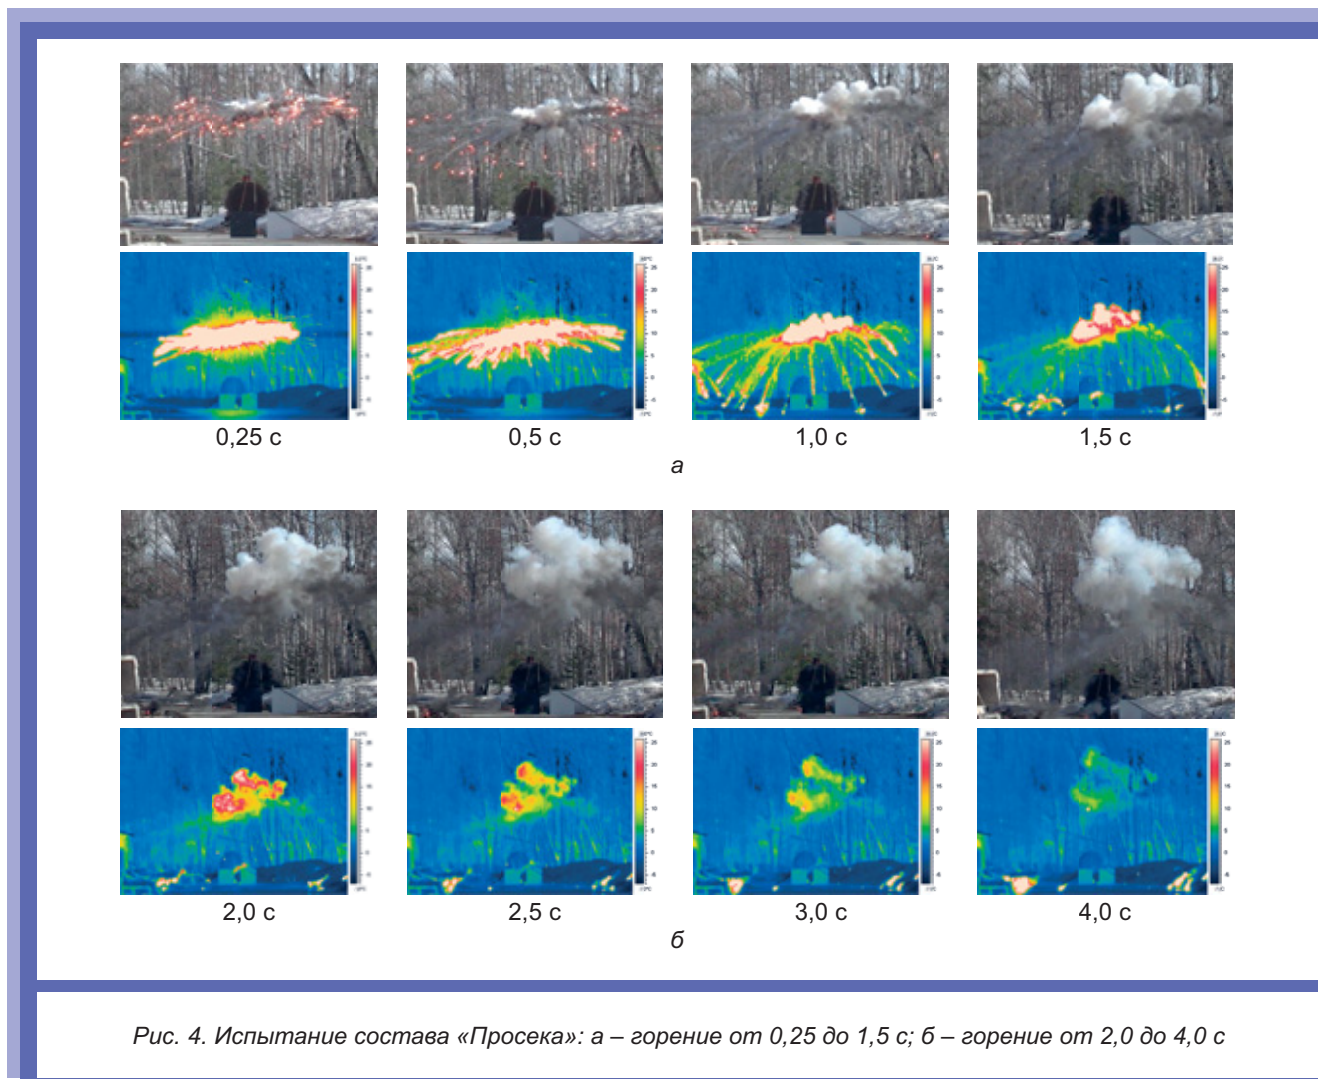 0,25 с 0,5 с 1,0 с 1,5 с
а
2,0 с 2,5 с 3,0 с 4,0 с
б
Рис. 4. Испытание состава «Просека»: а – горение от 0,25 до 1,5 с; б – горение от 2,0 до 4,0 с